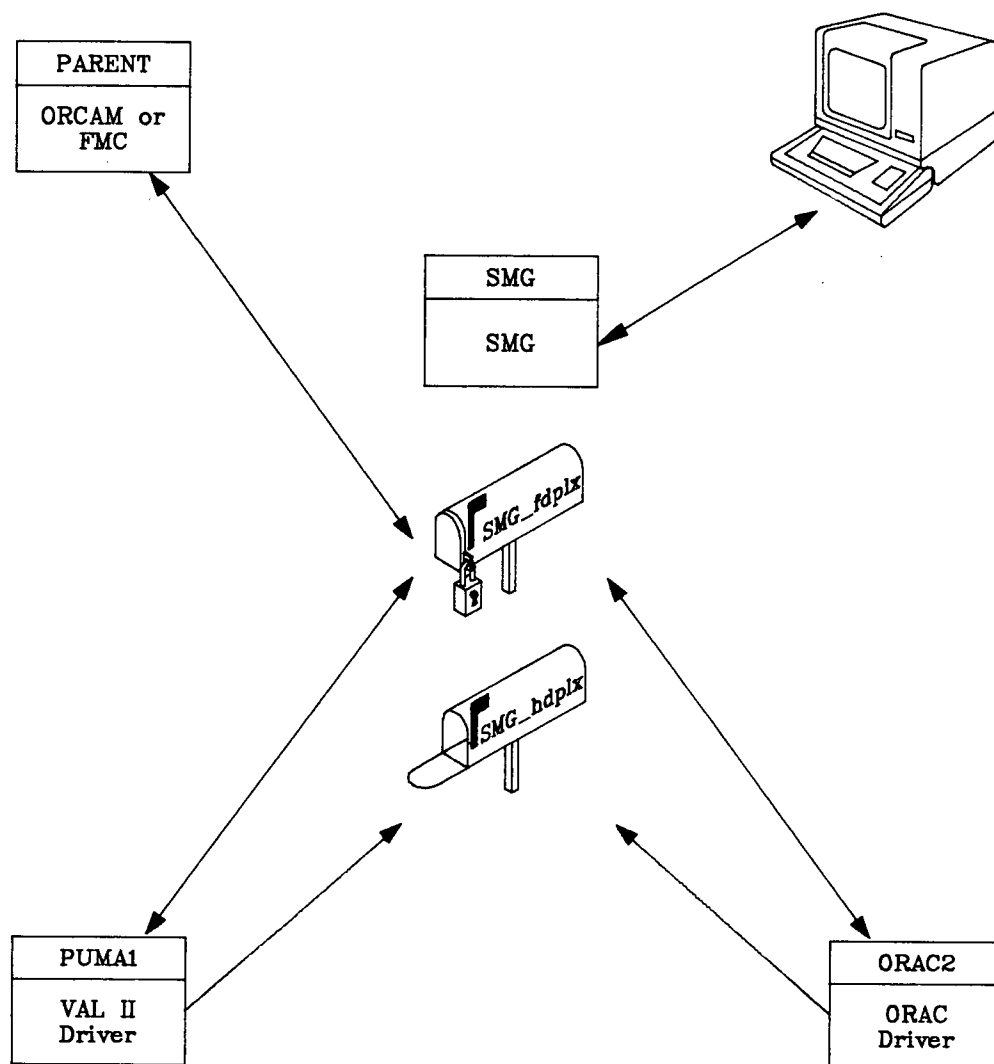 PARENT
ORCAM or
FMC
SMG
SMG
SMG_fdplx
SMG_hdplx
PUMA1
VAL II
Driver
ORAC2
ORAC
Driver